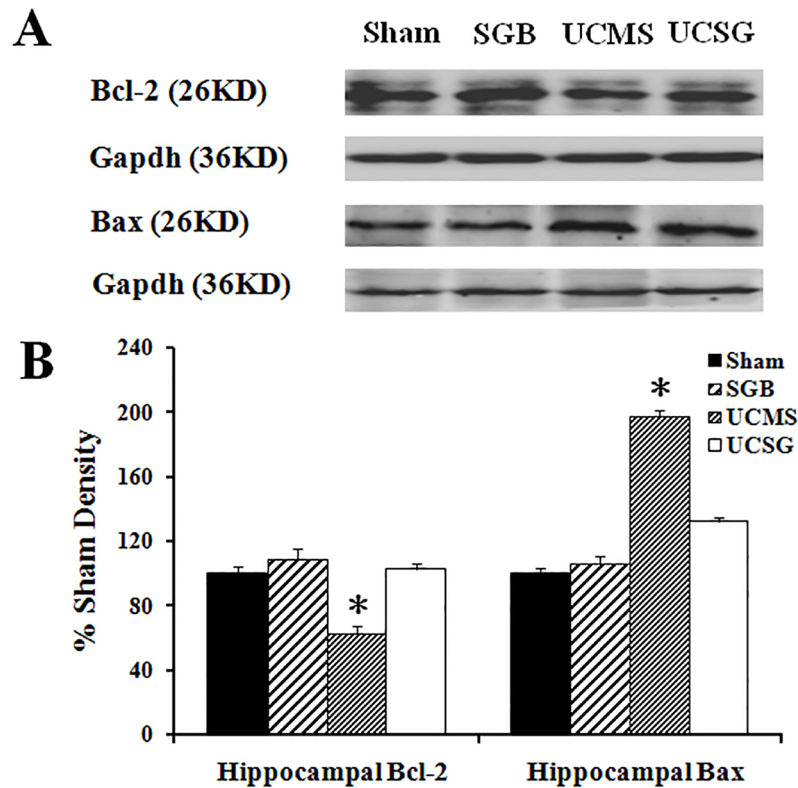 A
Sham SGB UCMS UCSG
Bcl-2 (26KD)
Gapdh (36KD)
Bax (26KD)
Gapdh (36KD)
B
% Sham Density
240
200
160
120
80
40
0
*
*
Sham
SGB
UCMS
UCSG
Hippocampal Bcl-2
Hippocampal Bax